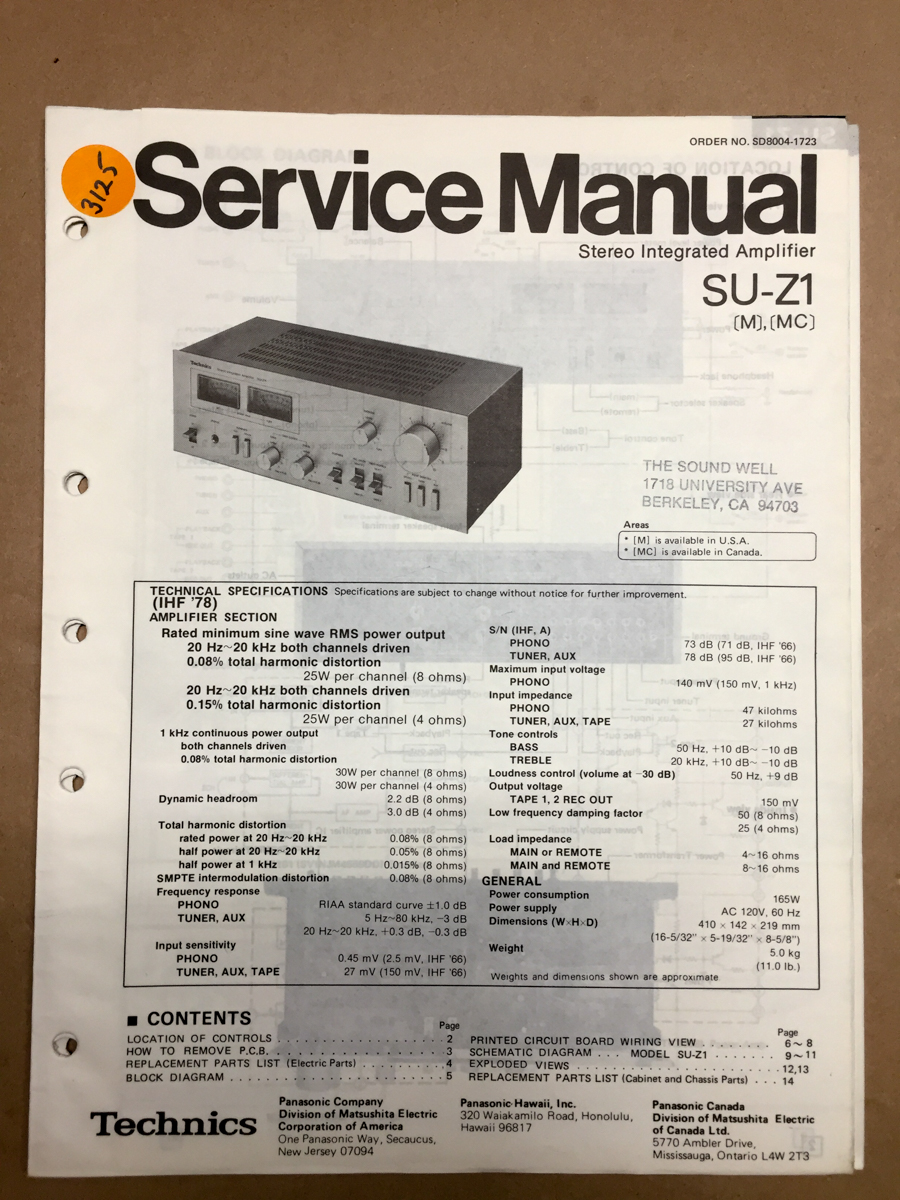 ORDER NO. SD8004-1723
3125
Service Manual
Stereo Integrated Amplifier
SU-Z1
[M], [MC]
Technics
THE SOUND WELL
1718 UNIVERSITY AVE
BERKELEY, CA 94703
Areas
* [M] is available in U.S.A.
* [MC] is available in Canada.
TECHNICAL SPECIFICATIONS Specifications are subject to change without notice for further improvement.
(IHF '78)
AMPLIFIER SECTION
Rated minimum sine wave RMS power output
20 Hz~20 kHz both channels driven
0.08% total harmonic distortion
25W per channel (8 ohms)
20 Hz~20 kHz both channels driven
0.15% total harmonic distortion
25W per channel (4 ohms)
1 kHz continuous power output
both channels driven
0.08% total harmonic distortion
30W per channel (8 ohms)
30W per channel (4 ohms)
Dynamic headroom 2.2 dB (8 ohms)
3.0 dB (4 ohms)
Total harmonic distortion
rated power at 20 Hz~20 kHz 0.08% (8 ohms)
half power at 20 Hz~20 kHz 0.05% (8 ohms)
half power at 1 kHz 0.015% (8 ohms)
SMPTE intermodulation distortion 0.08% (8 ohms)
Frequency response
PHONO RIAA standard curve ±1.0 dB
TUNER, AUX 5 Hz~80 kHz, −3 dB
20 Hz~20 kHz, +0.3 dB, −0.3 dB
Input sensitivity
PHONO 0.45 mV (2.5 mV, IHF '66)
TUNER, AUX, TAPE 27 mV (150 mV, IHF '66)
S/N (IHF, A)
PHONO 73 dB (71 dB, IHF '66)
TUNER, AUX 78 dB (95 dB, IHF '66)
Maximum input voltage
PHONO 140 mV (150 mV, 1 kHz)
Input impedance
PHONO 47 kilohms
TUNER, AUX, TAPE 27 kilohms
Tone controls
BASS 50 Hz, +10 dB~ −10 dB
TREBLE 20 kHz, +10 dB~ −10 dB
Loudness control (volume at −30 dB) 50 Hz, +9 dB
Output voltage
TAPE 1, 2 REC OUT 150 mV
Low frequency damping factor 50 (8 ohms)
25 (4 ohms)
Load impedance
MAIN or REMOTE 4~16 ohms
MAIN and REMOTE 8~16 ohms
GENERAL
Power consumption 165W
Power supply AC 120V, 60 Hz
Dimensions (W×H×D) 410 × 142 × 219 mm
(16-5/32" × 5-19/32" × 8-5/8")
Weight 5.0 kg
(11.0 lb.)
Weights and dimensions shown are approximate.
■ CONTENTS
Page
LOCATION OF CONTROLS . . . . . . . . . . . . . . . . . . 2
HOW TO REMOVE P.C.B. . . . . . . . . . . . . . . . . . . 3
REPLACEMENT PARTS LIST (Electric Parts) . . . . . . . . . 4
BLOCK DIAGRAM . . . . . . . . . . . . . . . . . . . . . . 5
Page
PRINTED CIRCUIT BOARD WIRING VIEW . . . . . . . . 6~8
SCHEMATIC DIAGRAM . . . MODEL SU-Z1 . . . . . . . 9~11
EXPLODED VIEWS . . . . . . . . . . . . . . . . . . . . 12,13
REPLACEMENT PARTS LIST (Cabinet and Chassis Parts) . . . 14
Technics
Panasonic Company
Division of Matsushita Electric
Corporation of America
One Panasonic Way, Secaucus,
New Jersey 07094
Panasonic Hawaii, Inc.
320 Waiakamilo Road, Honolulu,
Hawaii 96817
Panasonic Canada
Division of Matsushita Electric
of Canada Ltd.
5770 Ambler Drive,
Mississauga, Ontario L4W 2T3